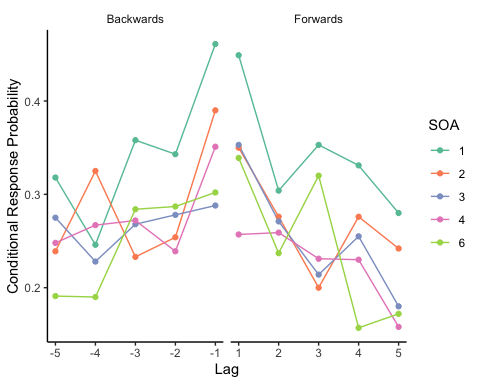 Backwards Forwards
Conditional Response Probability
0.4
0.3
0.2
-5 -4 -3 -2 -1 1 2 3 4 5
Lag
SOA
1
2
3
4
6